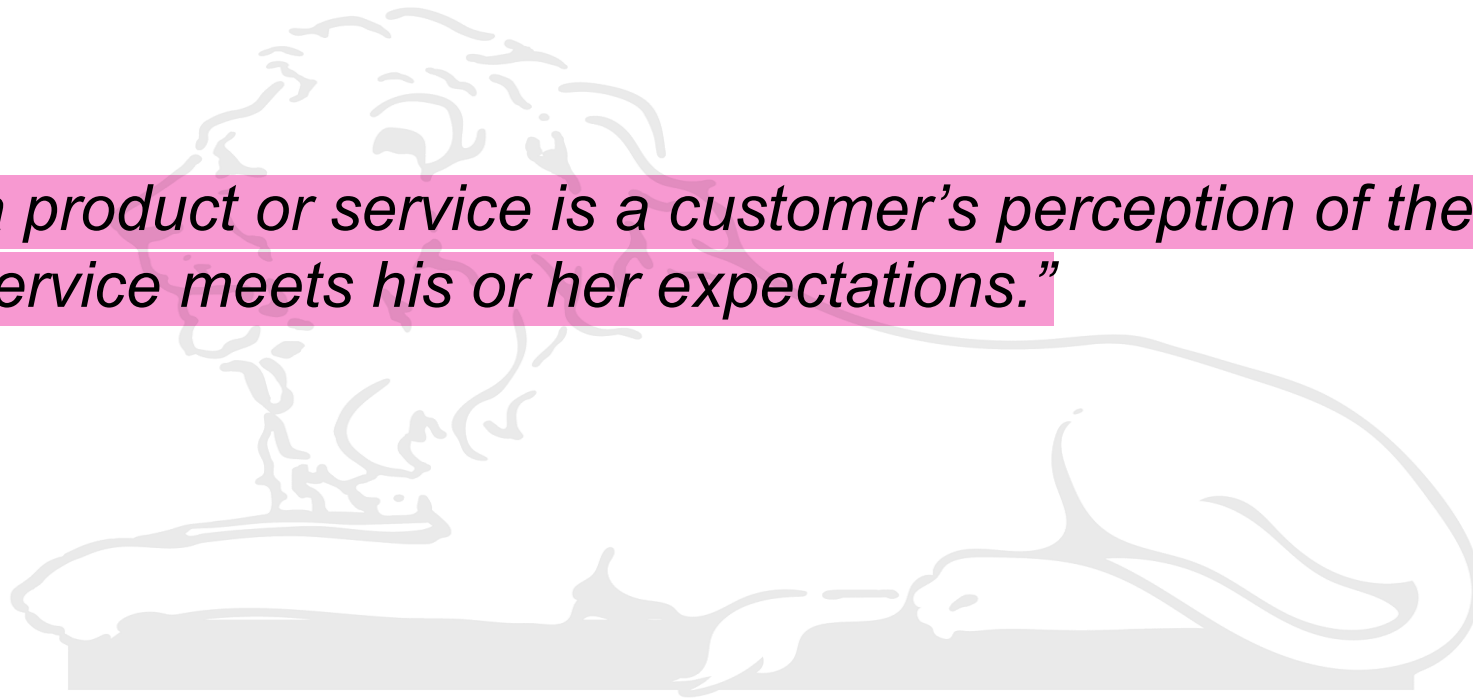 product or service is a customer’s perception of the
ervice meets his or her expectations.”